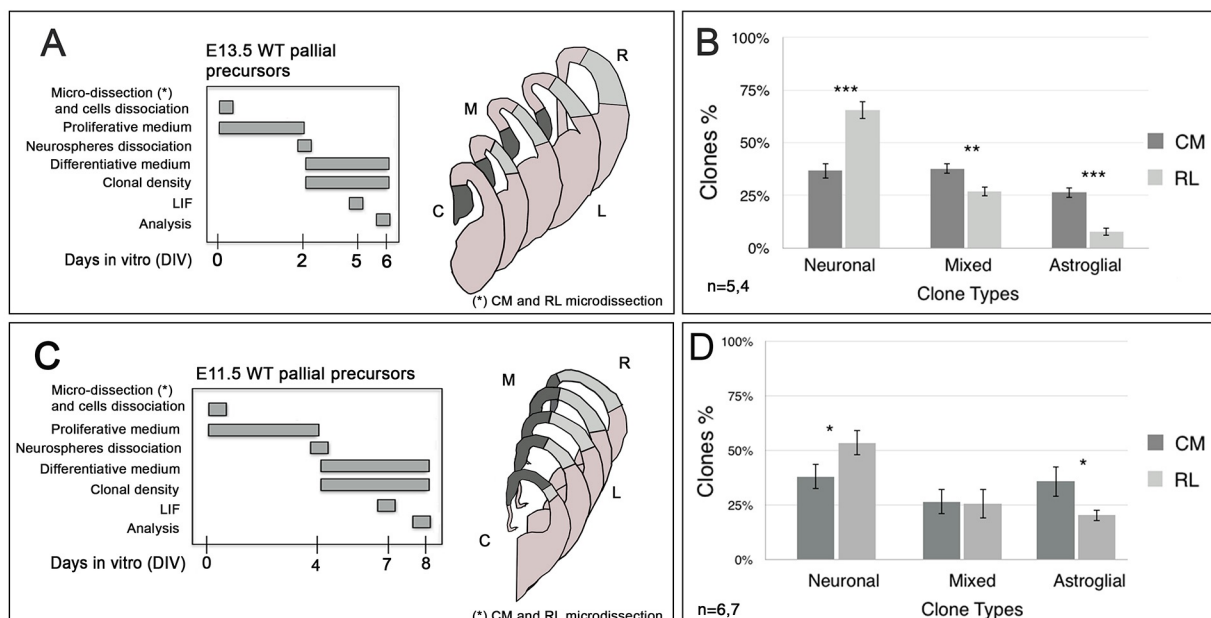 A
E13.5 WT pallial
precursors
Micro-dissection (*)
and cells dissociation
Proliferative medium
Neurospheres dissociation
Differentiative medium
Clonal density
LIF
Analysis
Days in vitro (DIV)
0
2
5
6
R
M
C
L
(*) CM and RL microdissection
B
100%
75%
50%
25%
0%
Clones %
***
**
***
CM
RL
Neuronal
Mixed
Astroglial
n=5,4
Clone Types
C
E11.5 WT pallial precursors
Micro-dissection (*)
and cells dissociation
Proliferative medium
Neurospheres dissociation
Differentiative medium
Clonal density
LIF
Analysis
Days in vitro (DIV)
0
4
7
8
R
M
L
C
(*) CM and RL microdissection
D
100%
75%
50%
25%
0%
Clones %
*
*
CM
RL
Neuronal
Mixed
Astroglial
n=6,7
Clone Types